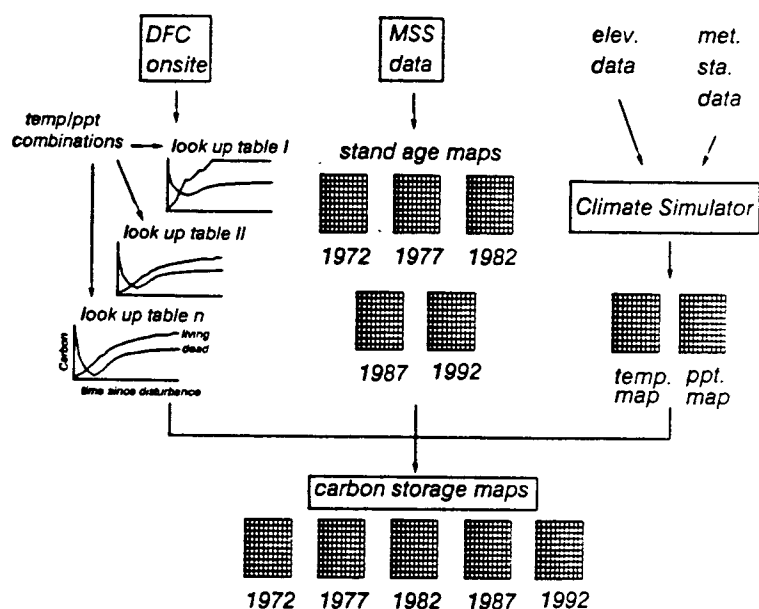 DFC
onsite
MSS
data
elev.
data
met.
sta.
data
temp/ppt
combinations
look up table I
look up table II
look up table n
living
dead
Carbon
time since disturbance
stand age maps
1972 1977 1982
1987 1992
Climate Simulator
temp.
map
ppt.
map
carbon storage maps
1972 1977 1982 1987 1992